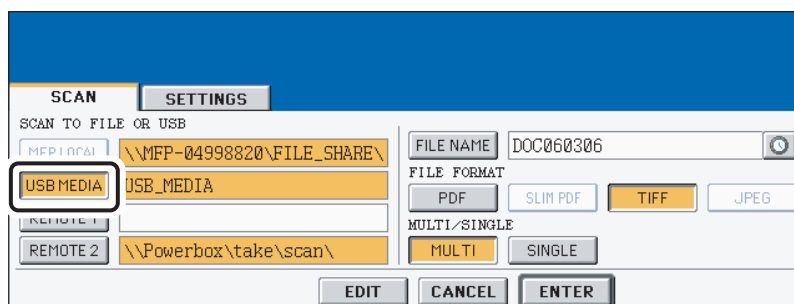 SCAN SETTINGS
SCAN TO FILE OR USB
MFP LOCAL \\MFP-04998820\FILE_SHARE\
USB MEDIA USB_MEDIA
REMOTE 1
REMOTE 2 \\Powerbox\take\scan\
FILE NAME DOC060306
FILE FORMAT
PDF SLIM PDF TIFF JPEG
MULTI/SINGLE
MULTI SINGLE
EDIT CANCEL ENTER